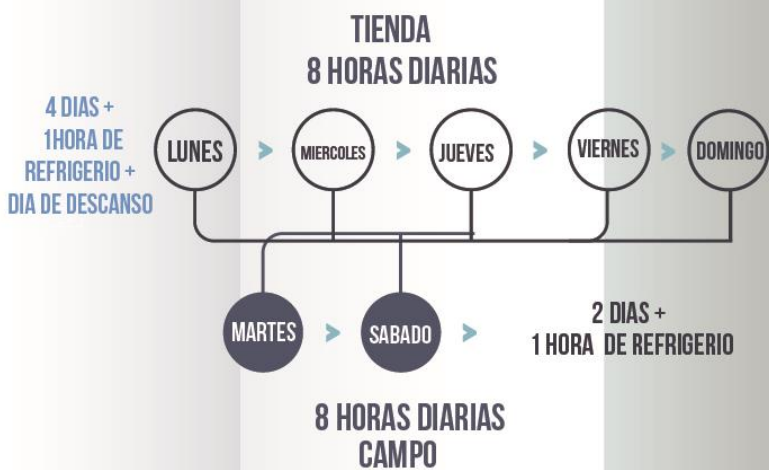 TIENDA
8 HORAS DIARIAS
4 DIAS +
1HORA DE
REFRIGERIO +
DIA DE DESCANSO
LUNES
MIERCOLES
JUEVES
VIERNES
DOMINGO
MARTES
SABADO
2 DIAS +
1 HORA DE REFRIGERIO
8 HORAS DIARIAS
CAMPO